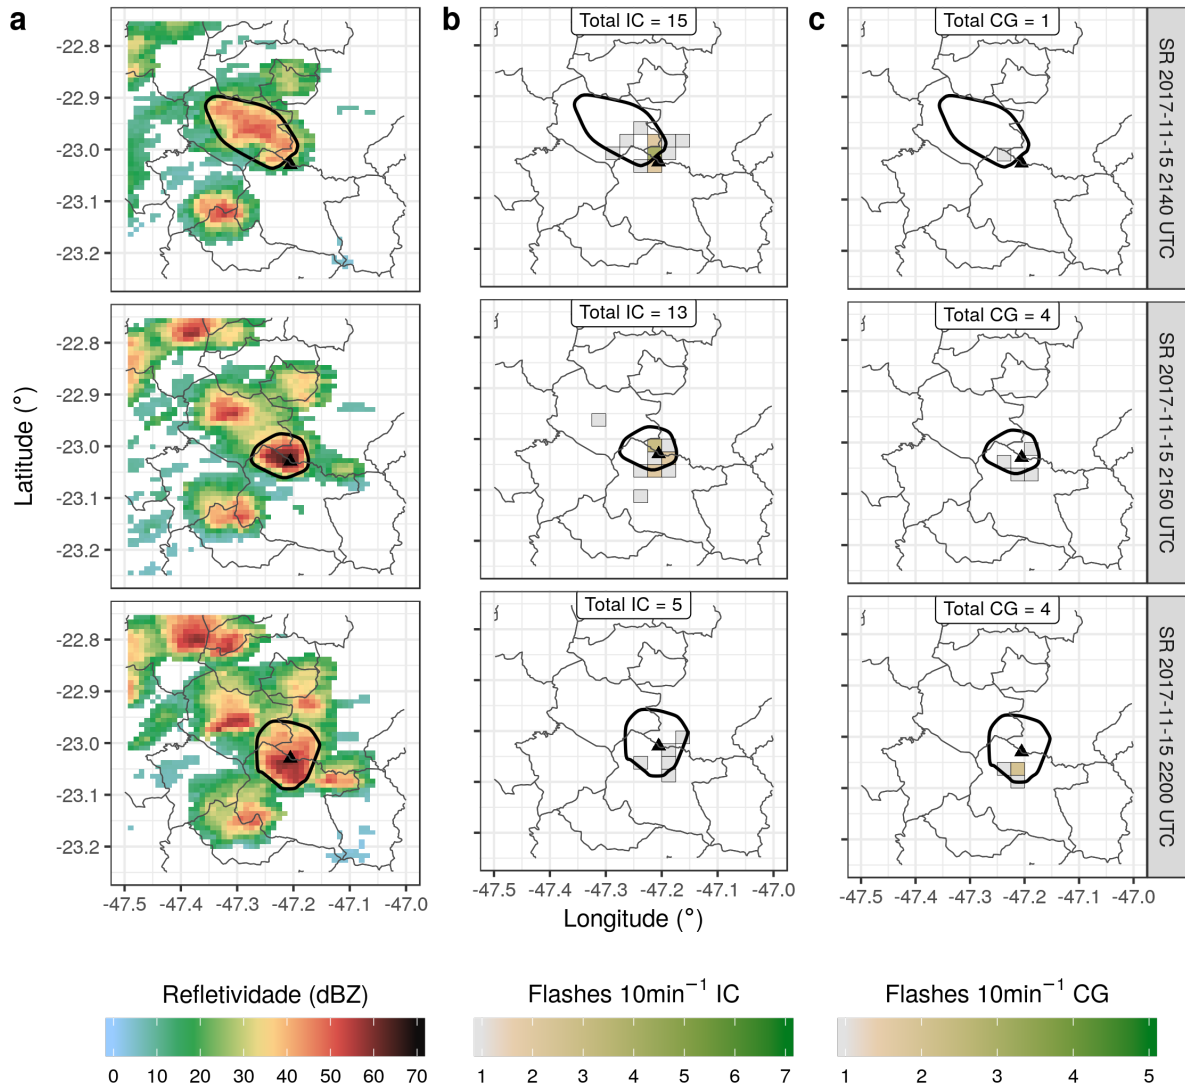 a
b
c
Total IC = 15
Total CG = 1
-22.8
-22.9
-23.0
-23.1
-23.2
SR 2017-11-15 2140 UTC
Total IC = 13
Total CG = 4
-22.8
-22.9
-23.0
-23.1
-23.2
Latitude (°)
SR 2017-11-15 2150 UTC
Total IC = 5
Total CG = 4
-22.8
-22.9
-23.0
-23.1
-23.2
SR 2017-11-15 2200 UTC
-47.5 -47.4 -47.3 -47.2 -47.1 -47.0
-47.5 -47.4 -47.3 -47.2 -47.1 -47.0
-47.5 -47.4 -47.3 -47.2 -47.1 -47.0
Longitude (°)
Refletividade (dBZ)
0 10 20 30 40 50 60 70
Flashes 10min⁻¹ IC
1 2 3 4 5 6 7
Flashes 10min⁻¹ CG
1 2 3 4 5